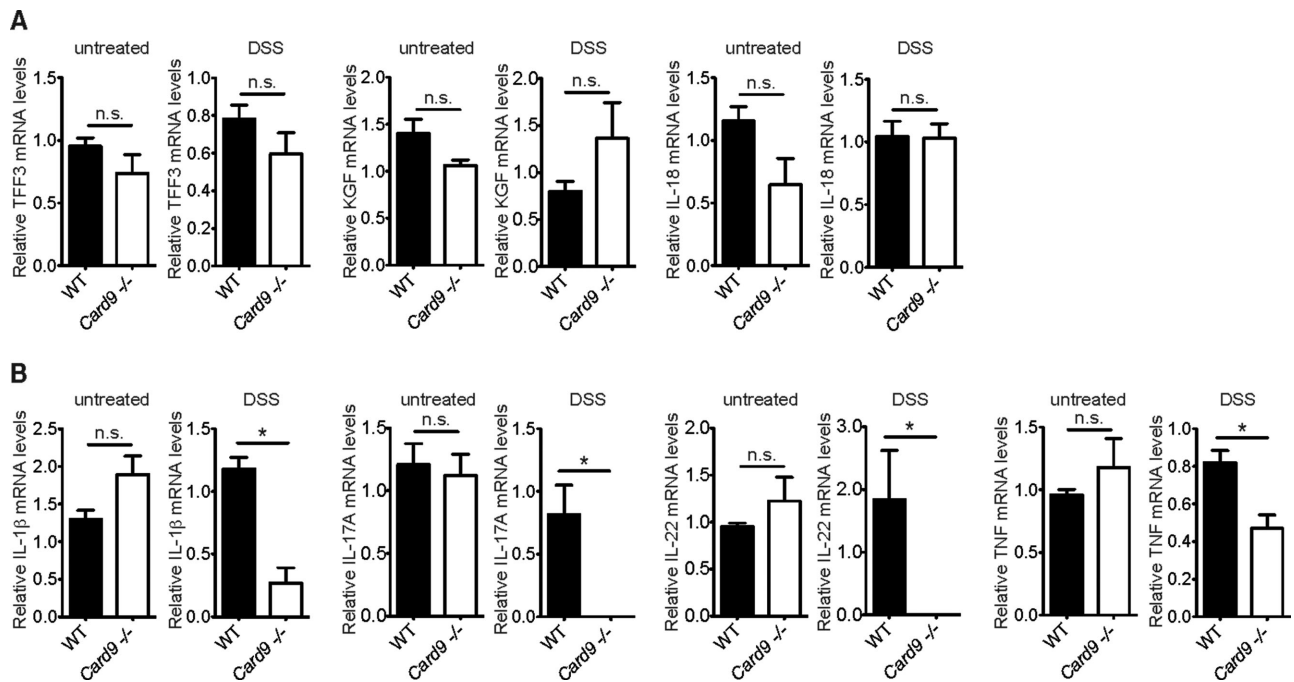 A
untreated
Relative TFF3 mRNA levels
1.5
1.0
0.5
0.0
n.s.
WT
Card9 -/-
DSS
Relative TFF3 mRNA levels
1.0
0.8
0.6
0.4
0.2
0.0
n.s.
WT
Card9 -/-
untreated
Relative KGF mRNA levels
2.0
1.5
1.0
0.5
0.0
n.s.
WT
Card9 -/-
DSS
Relative KGF mRNA levels
2.0
1.5
1.0
0.5
0.0
n.s.
WT
Card9 -/-
untreated
Relative IL-18 mRNA levels
1.5
1.0
0.5
0.0
n.s.
WT
Card9 -/-
DSS
Relative IL-18 mRNA levels
1.5
1.0
0.5
0.0
n.s.
WT
Card9 -/-
B
untreated
Relative IL-1β mRNA levels
2.5
2.0
1.5
1.0
0.5
0.0
n.s.
WT
Card9 -/-
DSS
Relative IL-1β mRNA levels
1.5
1.0
0.5
0.0
*
WT
Card9 -/-
untreated
Relative IL-17A mRNA levels
1.5
1.0
0.5
0.0
n.s.
WT
Card9 -/-
DSS
Relative IL-17A mRNA levels
1.5
1.0
0.5
0.0
*
WT
Card9 -/-
untreated
Relative IL-22 mRNA levels
2.0
1.5
1.0
0.5
0.0
n.s.
WT
Card9 -/-
DSS
Relative IL-22 mRNA levels
3.0
2.0
1.0
0.0
*
WT
Card9 -/-
untreated
Relative TNF mRNA levels
1.5
1.0
0.5
0.0
n.s.
WT
Card9 -/-
DSS
Relative TNF mRNA levels
1.0
0.8
0.6
0.4
0.2
0.0
*
WT
Card9 -/-